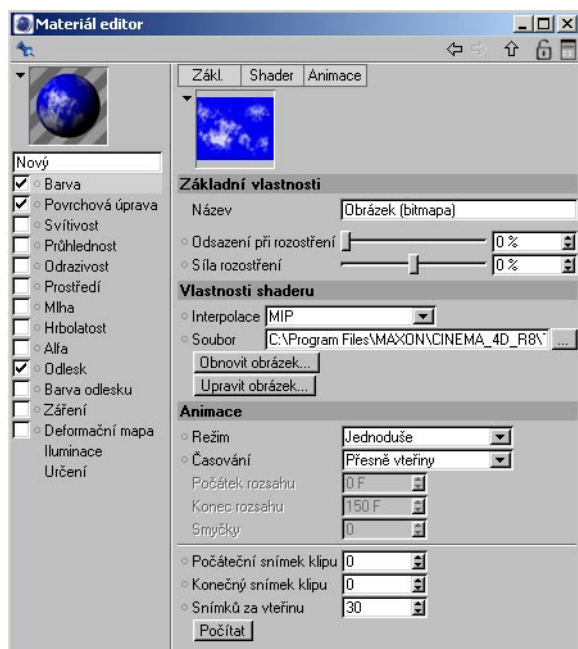 Materiál editor
Zákl. Shader Animace
Nový
Barva
Povrchová úprava
Svítivost
Průhlednost
Odrazivost
Prostředí
Mlha
Hrbolatost
Alfa
Odlesk
Barva odlesku
Záření
Deformační mapa
Iluminace
Určení
Základní vlastnosti
Název Obrázek (bitmapa)
Odsazení při rozostření 0 %
Síla rozostření 0 %
Vlastnosti shaderu
Interpolace MIP
Soubor C:\Program Files\MAXON\CINEMA_4D_R8\ ...
Obnovit obrázek...
Upravit obrázek...
Animace
Režim Jednoduše
Časování Přesně vteřiny
Počátek rozsahu 0 F
Konec rozsahu 150 F
Smyčky 0
Počáteční snímek klipu 0
Konečný snímek klipu 0
Snímků za vteřinu 30
Počítat